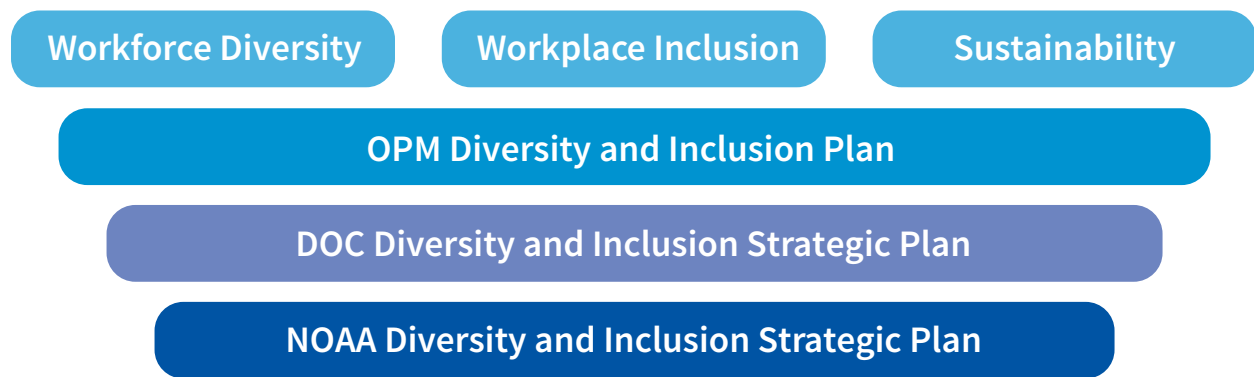 Workforce Diversity
Workplace Inclusion
Sustainability
OPM Diversity and Inclusion Plan
DOC Diversity and Inclusion Strategic Plan
NOAA Diversity and Inclusion Strategic Plan